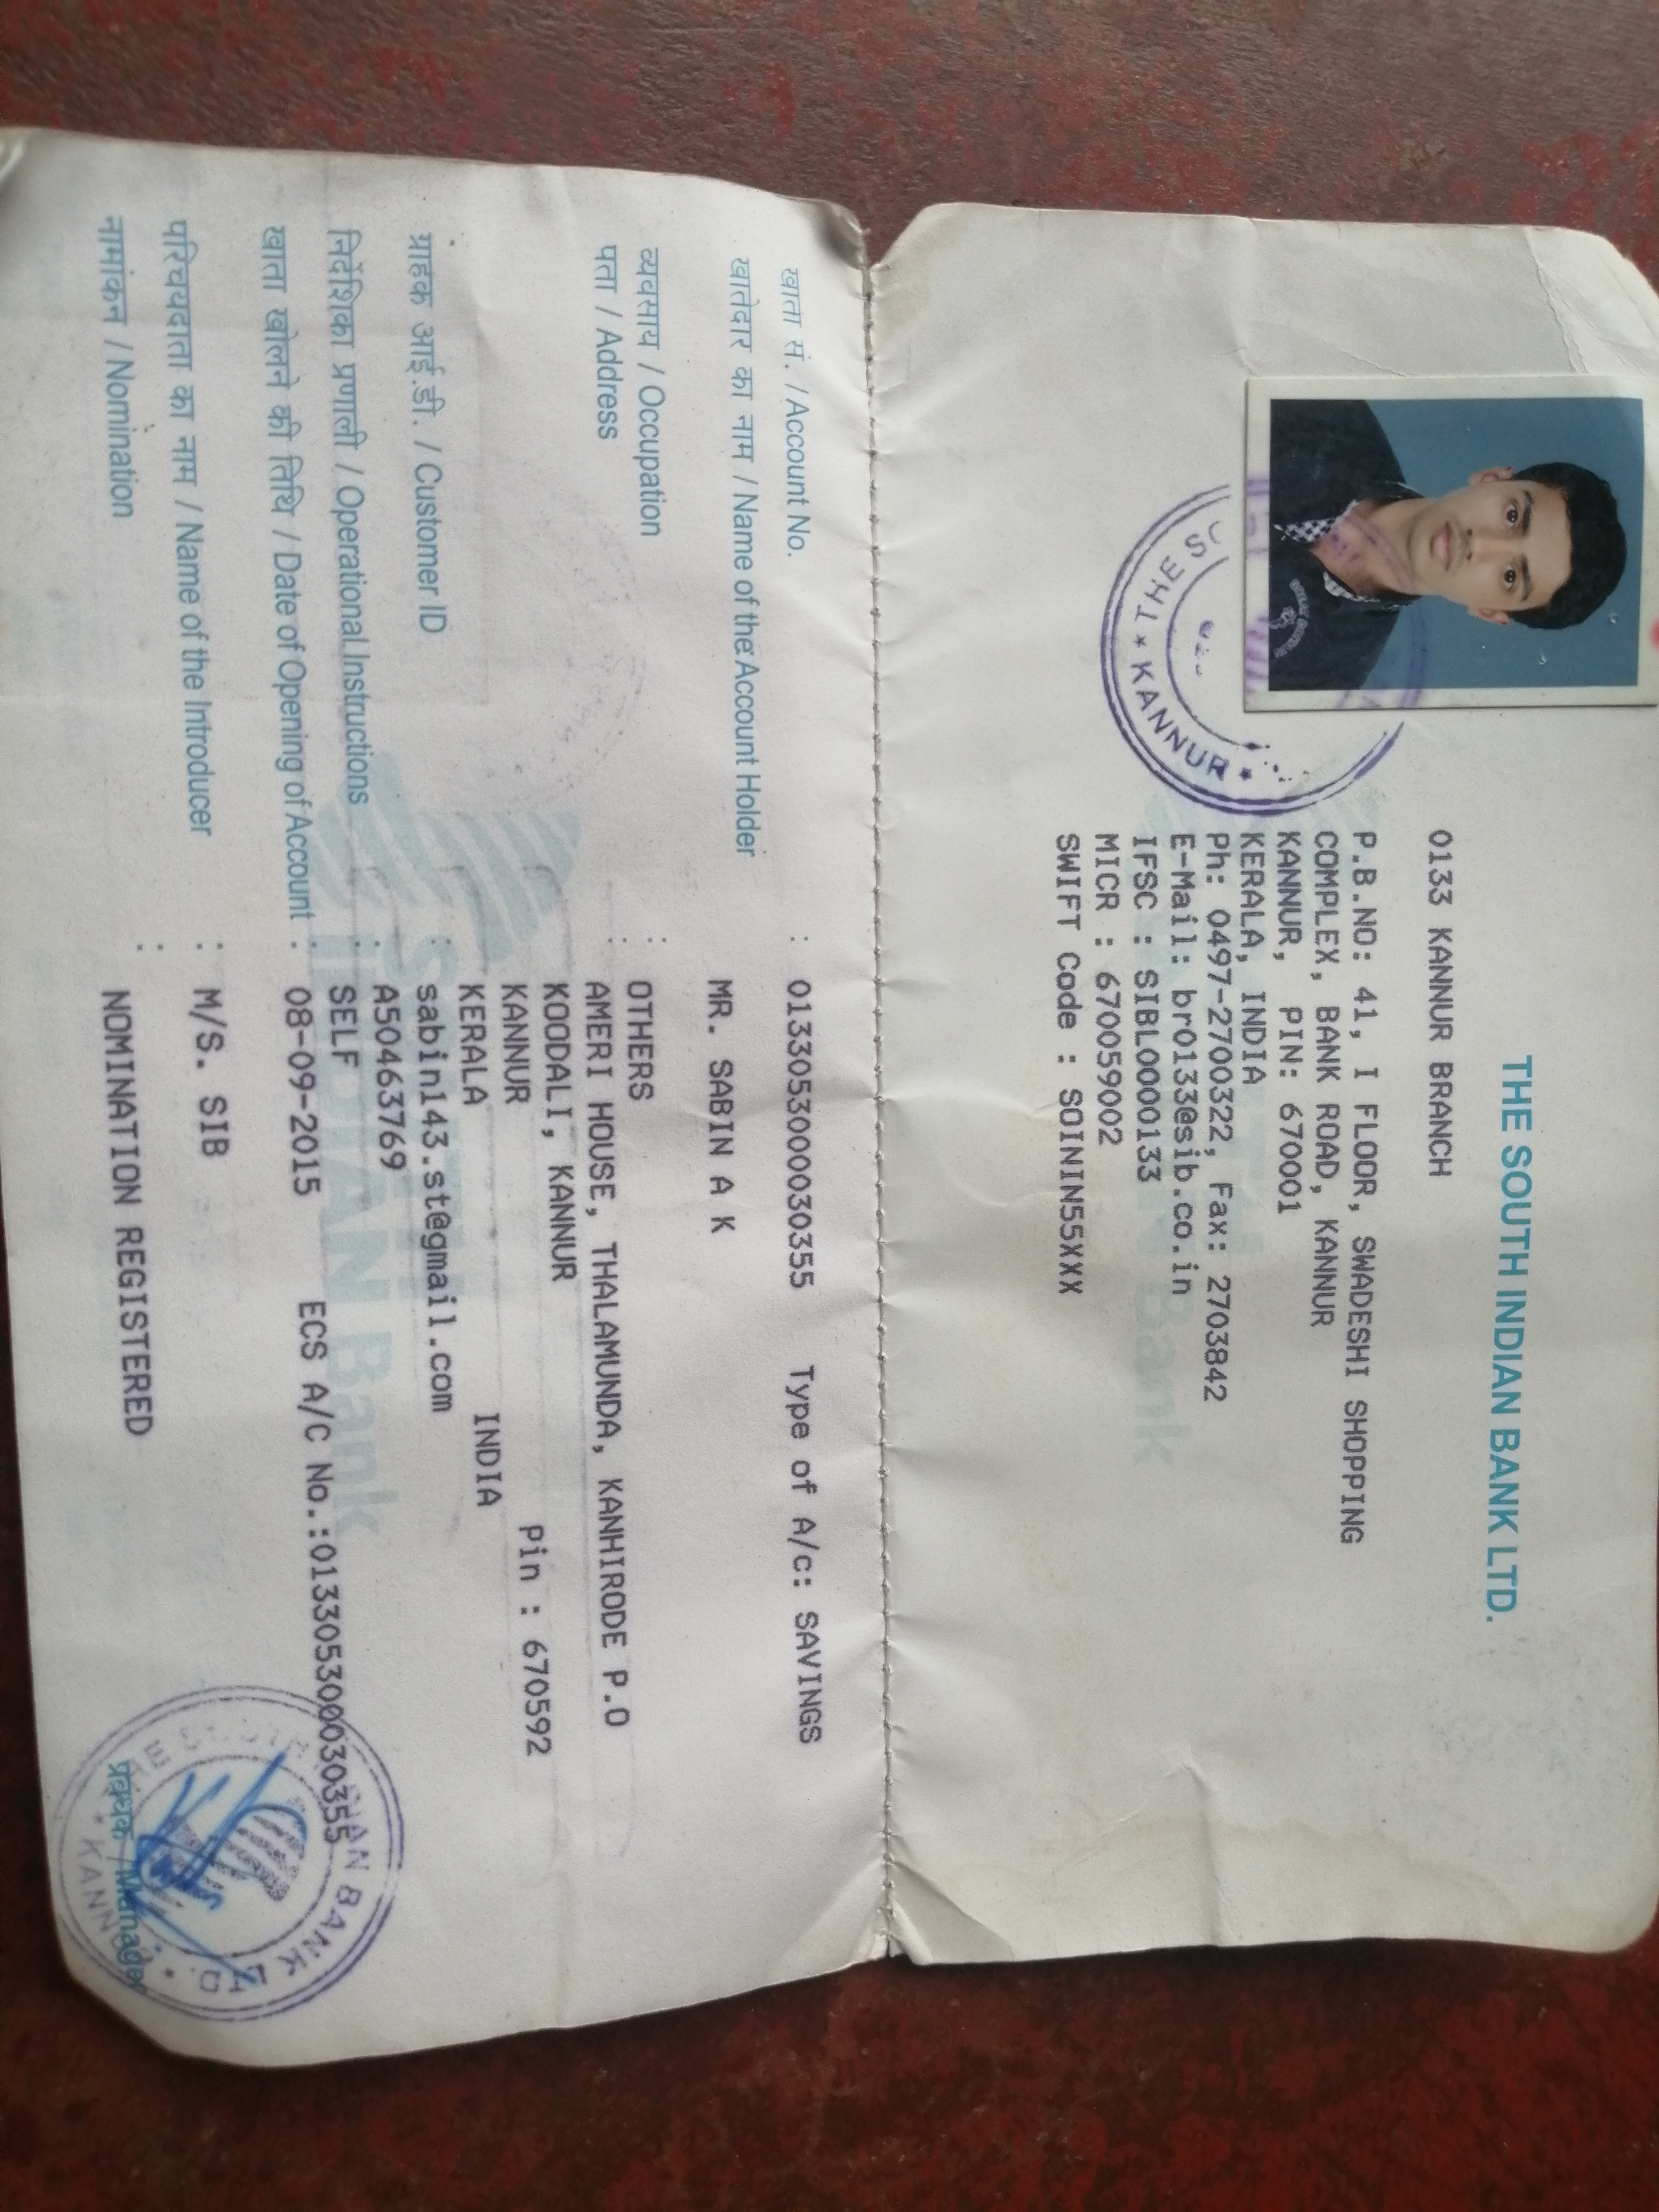 THE SOUTH INDIAN BANK LTD.
0133 KANNUR BRANCH
P.B.NO: 41, I FLOOR, SWADESHI SHOPPING
COMPLEX, BANK ROAD, KANNUR
KANNUR, PIN: 670001
KERALA, INDIA
Ph: 0497-2700322, Fax: 2703842
E-Mail: br0133@sib.co.in
IFSC : SIBL0000133
MICR : 670059002
SWIFT Code : SOININ55XXX
THE SO ★ KANNUR ★
खाता सं. / Account No. : 0133053000030355 Type of A/c: SAVINGS
खातेदार का नाम / Name of the Account Holder :
MR. SABIN A K
व्यवसाय / Occupation : OTHERS
पता / Address : AMERI HOUSE, THALAMUNDA, KANHIRODE P.O
KOODALI, KANNUR
KANNUR Pin : 670592
KERALA INDIA
sabin143.st@gmail.com
ग्राहक आई.डी. / Customer ID : A50463769
निर्देशिका प्रणाली / Operational Instructions : SELF
खाता खोलने की तिथि / Date of Opening of Account : 08-09-2015 ECS A/C No.:013305300030355
परिचयदाता का नाम / Name of the Introducer : M/S. SIB
नामांकन / Nomination : NOMINATION REGISTERED
प्रबंधक / Manager
INDIAN BANK LTD. ★ KANNUR
SOUTH
INDIAN Bank